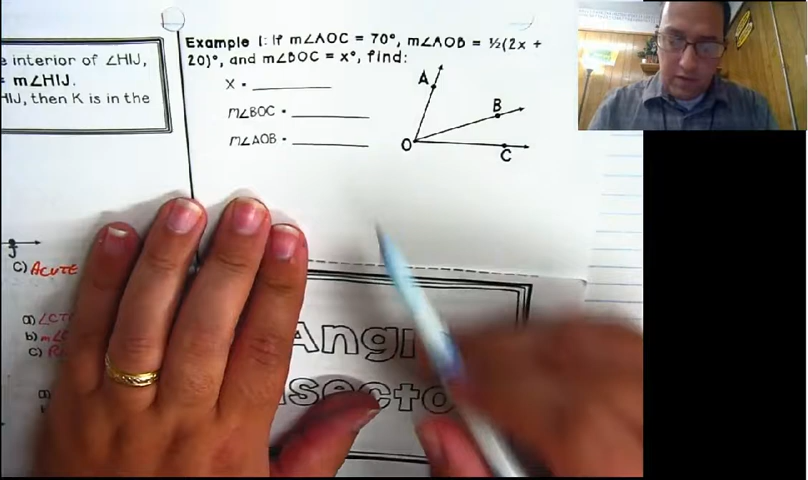 e interior of ∠HIJ,
= m∠HIJ.
HIJ, then K is in the
Example 1: If m∠AOC = 70°, m∠AOB = ½(2x +
20)°, and m∠BOC = x°, find:
x =
m∠BOC =
m∠AOB =
A
B
O
C
J
C) ACUTE
a)
b) m∠
c)
a)
Angl
secto